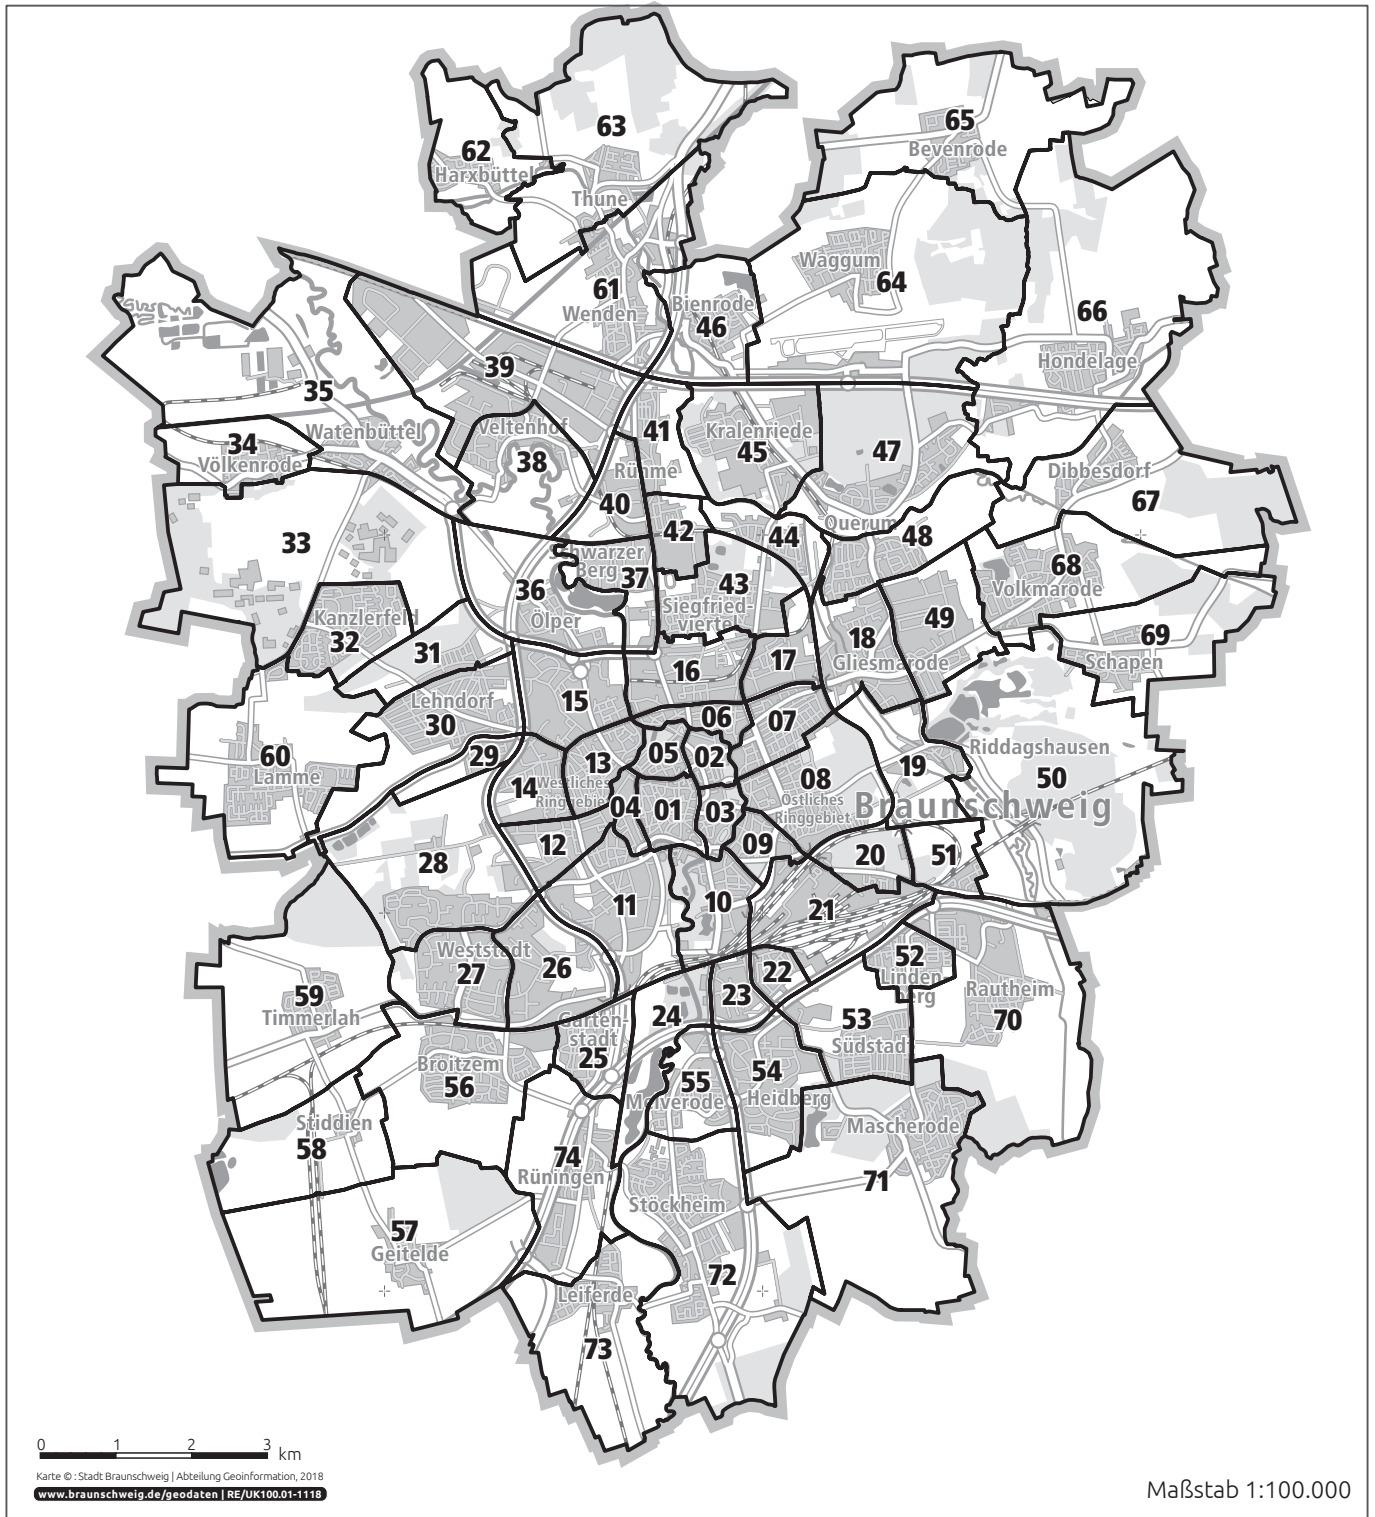 63
65
Bevenrode
62
Harxbüttel
Thune
Waggum
64
61
Wenden
Bienrode
46
66
Hondelage
39
35
Watenbüttel
34
Völkenrode
Veltenhof
38
41
Rühme
Kralenriede
45
47
Dibbesdorf
67
40
42
44
Querum
48
33
Schwarzer
Berg
37
36
Ölper
43
Siegfried-
viertel
68
Volkmarode
Kanzlerfeld
32
31
18
Gliesmarode
49
69
Schapen
16
17
Lehndorf
30
15
06
07
60
Lamme
29
13
05
02
08
19
Riddagshausen
50
14
Westliches
Ringgebiet
04
01
03
Östliches
Ringgebiet
Braunschweig
12
09
28
20
51
11
10
21
Weststadt
27
26
22
52
Linden-
berg
Rautheim
70
59
Timmerlah
23
24
53
Südstadt
Garten-
stadt
25
Broitzem
56
55
Melverode
54
Heidberg
Mascherode
Stiddien
58
74
Rüningen
71
Stöckheim
57
Geitelde
72
Leiferde
73
0 1 2 3 km
Karte © : Stadt Braunschweig | Abteilung Geoinformation, 2018
www.braunschweig.de/geodaten | RE/UK100.01-1118
Maßstab 1:100.000